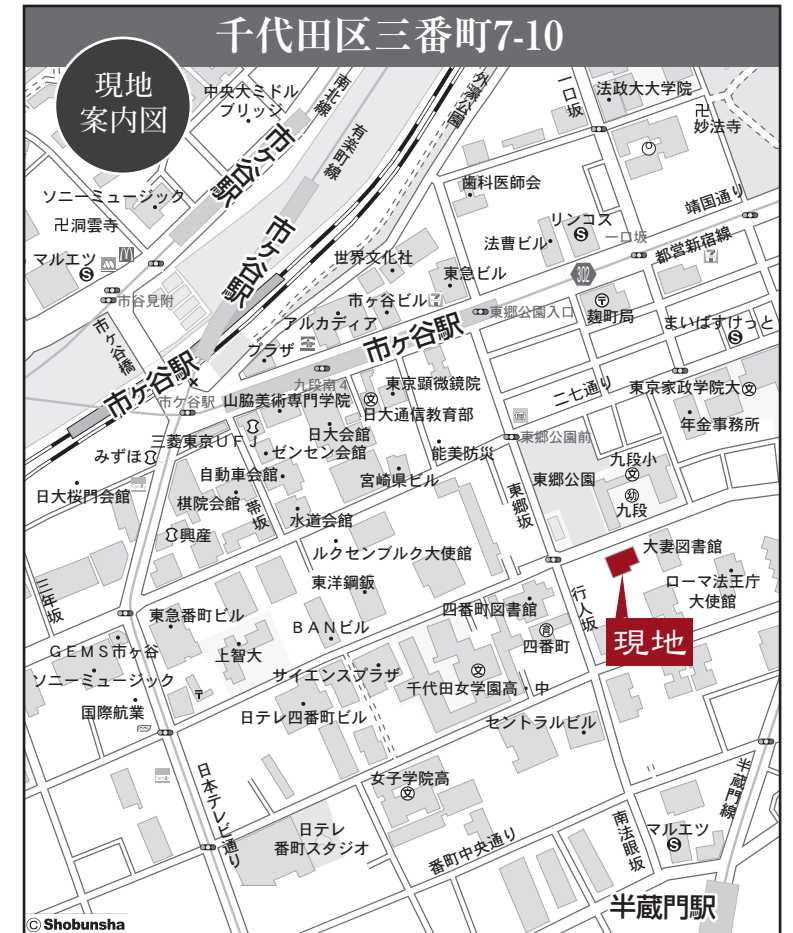 千代田区三番町7-10
現地
案内図
中央大ミドル
ブリッジ
南北線
有楽町線
外濠公園
一口坂
法政大大学院
卍
妙法寺
市ケ谷駅
ソニーミュージック
卍洞雲寺
マルエツ
市ケ谷駅
歯科医師会
リンコス
法曹ビル
一口坂
靖国通り
都営新宿線
世界文化社
東急ビル
302
市谷見附
市ヶ谷橋
市ヶ谷ビル
アルカディア
プラザ
市ヶ谷駅
東郷公園入口
麹町局
まいばすけっと
市ケ谷駅
市ケ谷駅
九段南4
東京顕微鏡院
二七通り
東京家政学院大
山脇美術専門学院
日大通信教育部
年金事務所
三菱東京UFJ
日大会館
東郷公園前
みずほ
ゼンセン会館
能美防災
自動車会館
宮崎県ビル
東郷公園
九段小
日大桜門会館
棋院会館
帯坂
東郷坂
九段
水道会館
興産
ルクセンブルク大使館
大妻図書館
三年坂
東洋鋼鈑
行人坂
ローマ法王庁
大使館
東急番町ビル
四番町図書館
BANビル
四番町
現地
GEMS市ヶ谷
上智大
サイエンスプラザ
ソニーミュージック
千代田女学園高・中
国際航業
日テレ四番町ビル
セントラルビル
日本テレビ通り
女子学院高
半蔵門線
日テレ
番町スタジオ
番町中央通り
南法眼坂
マルエツ
半蔵門駅
© Shobunsha